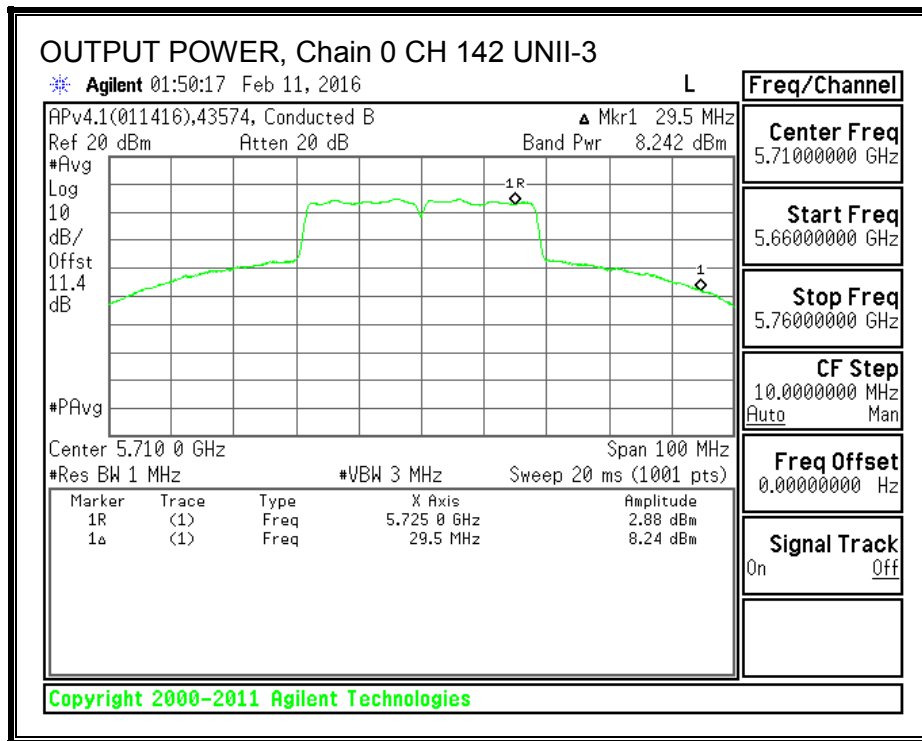 OUTPUT POWER, Chain 0 CH 142 UNII-3
Agilent 01:50:17 Feb 11, 2016 L
APv4.1(011416),43574, Conducted B Δ Mkr1 29.5 MHz
Ref 20 dBm Atten 20 dB Band Pwr 8.242 dBm
#Avg
Log
10
dB/
Offst
11.4
dB
#PAvg
1R
1
Center 5.710 0 GHz Span 100 MHz
#Res BW 1 MHz #VBW 3 MHz Sweep 20 ms (1001 pts)
Marker Trace Type X Axis Amplitude
1R (1) Freq 5.725 0 GHz 2.88 dBm
1Δ (1) Freq 29.5 MHz 8.24 dBm
Freq/Channel
Center Freq
5.71000000 GHz
Start Freq
5.66000000 GHz
Stop Freq
5.76000000 GHz
CF Step
10.0000000 MHz
Auto Man
Freq Offset
0.00000000 Hz
Signal Track
On Off
Copyright 2000-2011 Agilent Technologies